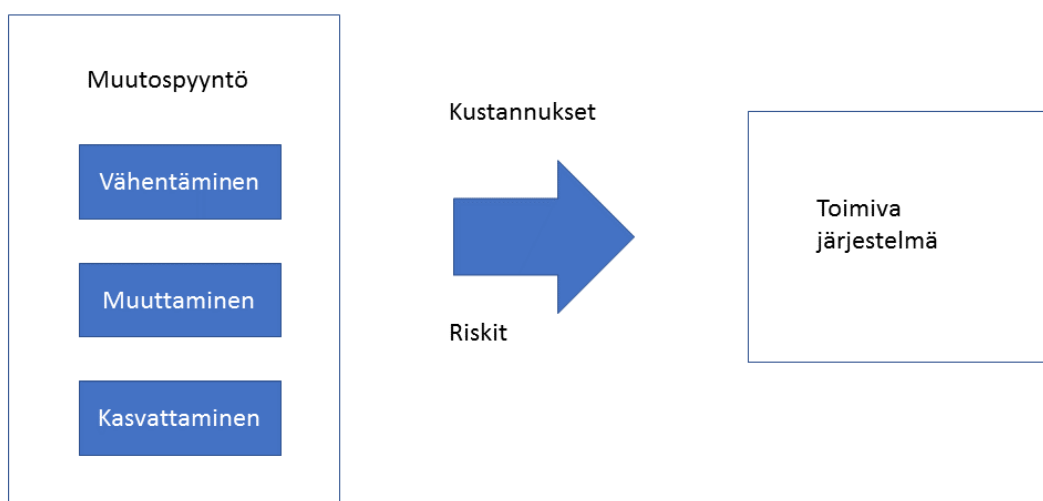 Muutospyyntö
Vähentäminen
Muuttaminen
Kasvattaminen
Kustannukset
Riskit
Toimiva
järjestelmä